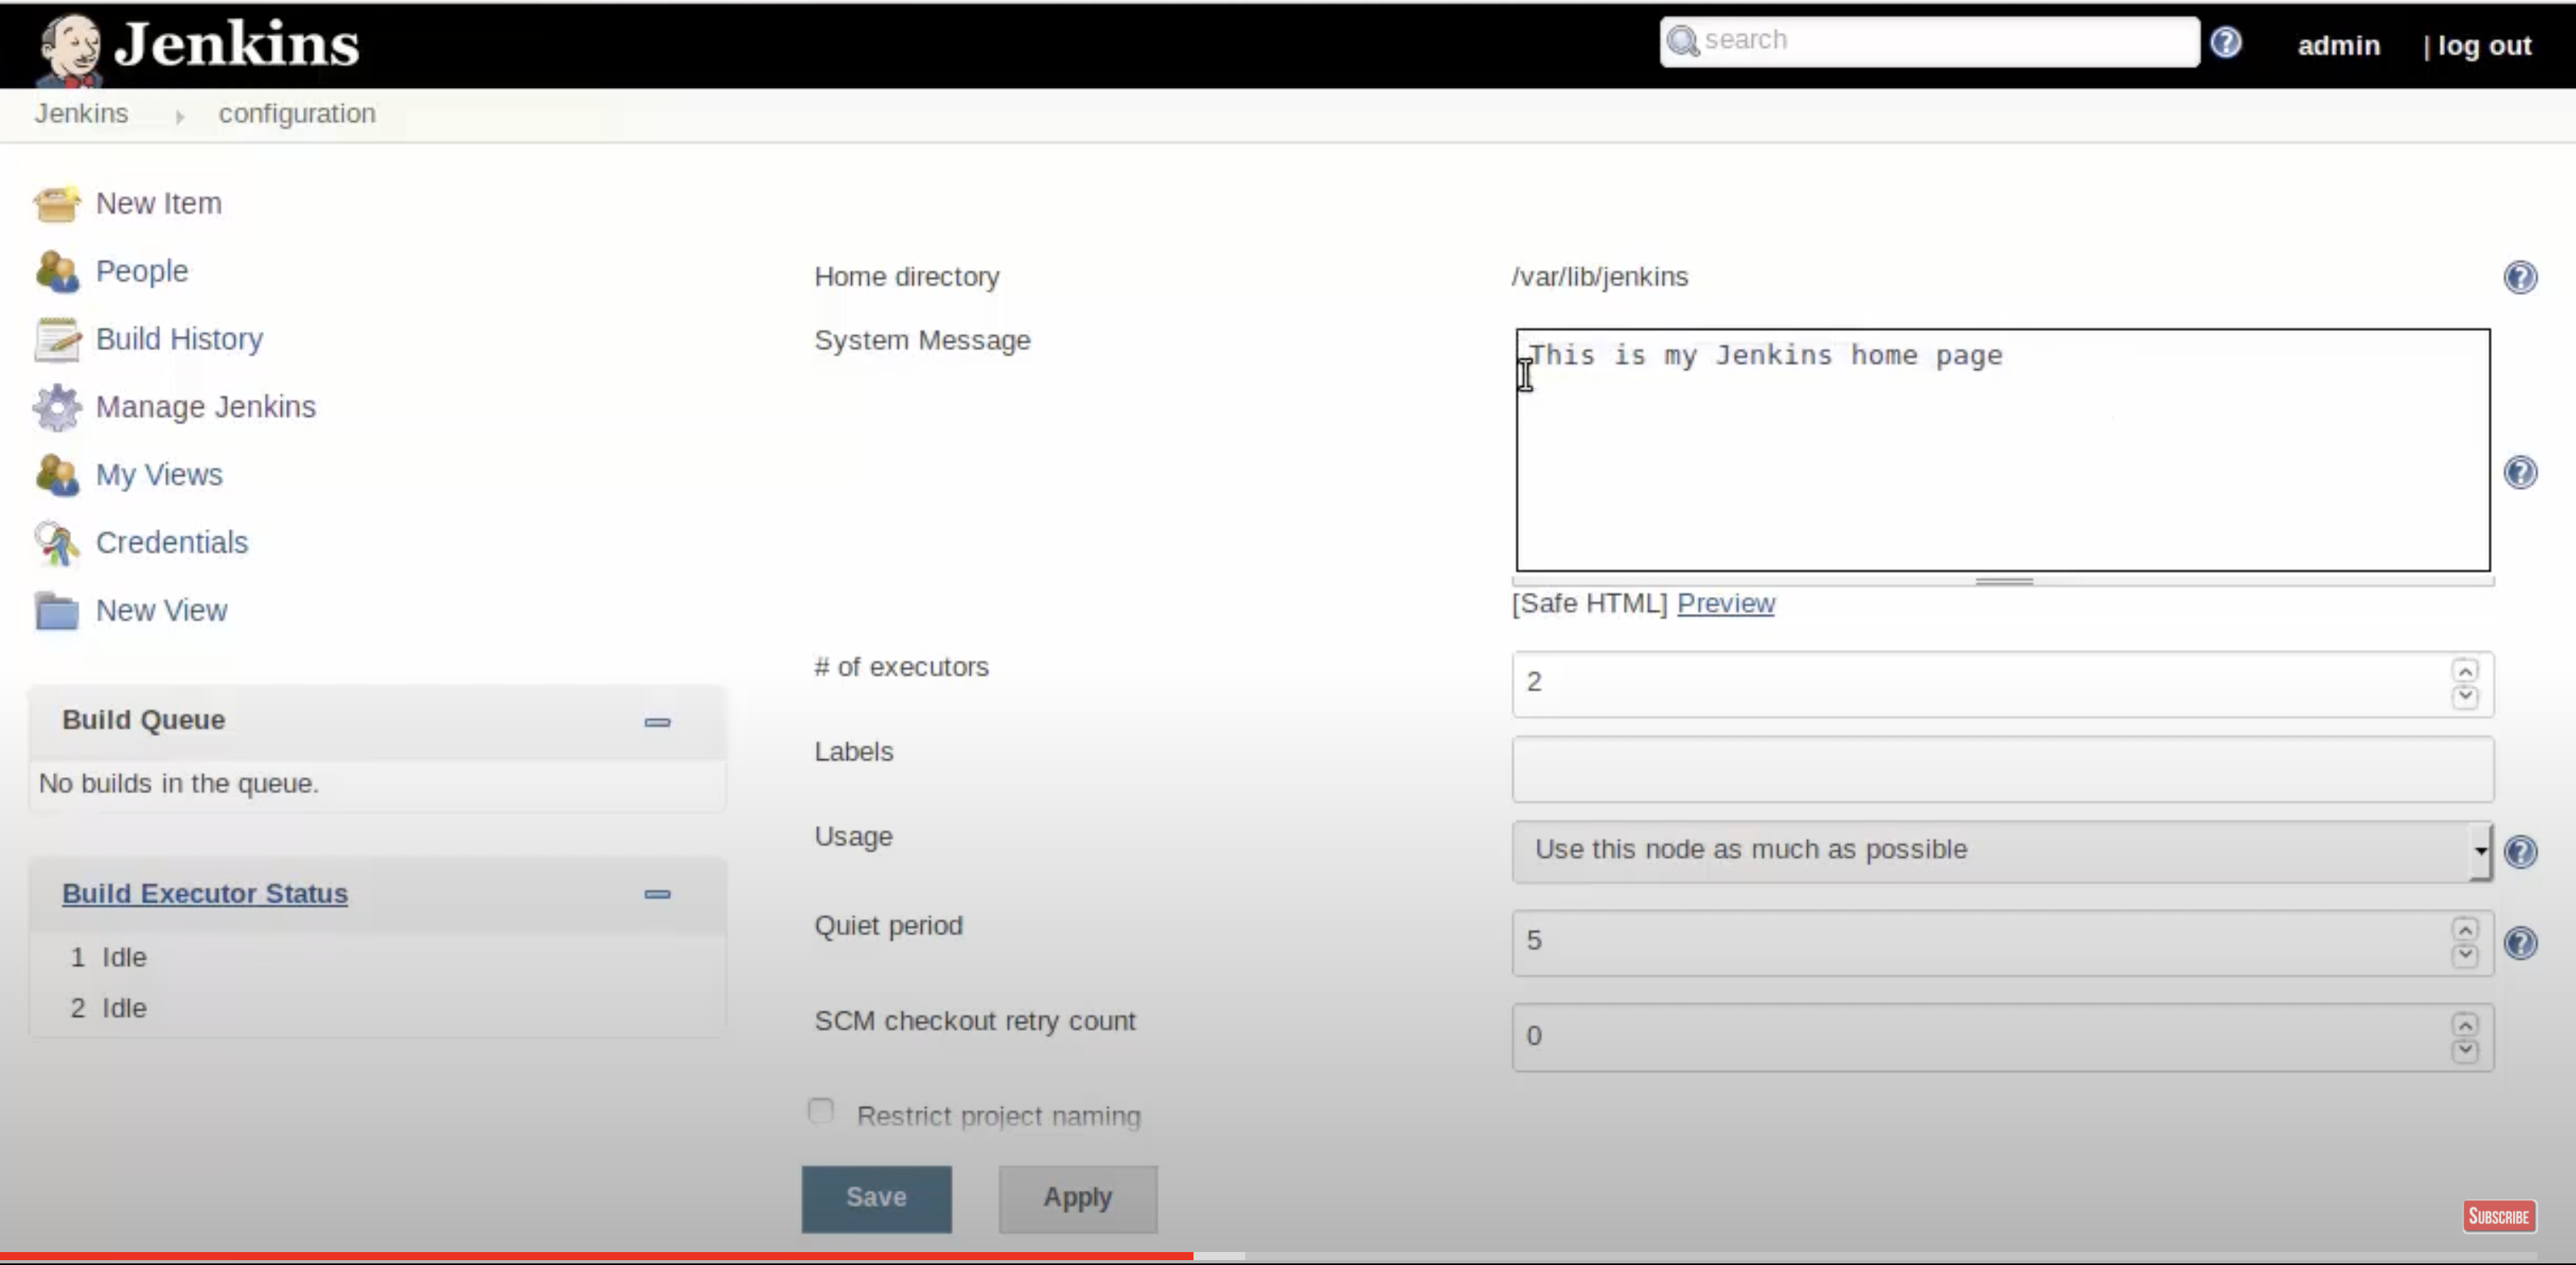 Jenkins
search
admin
| log out
Jenkins
configuration
New Item
People
Build History
Manage Jenkins
My Views
Credentials
New View
Build Queue
No builds in the queue.
Build Executor Status
1 Idle
2 Idle
Home directory
/var/lib/jenkins
System Message
This is my Jenkins home page
[Safe HTML] Preview
# of executors
2
Labels
Usage
Use this node as much as possible
Quiet period
5
SCM checkout retry count
0
Restrict project naming
Save
Apply
SUBSCRIBE